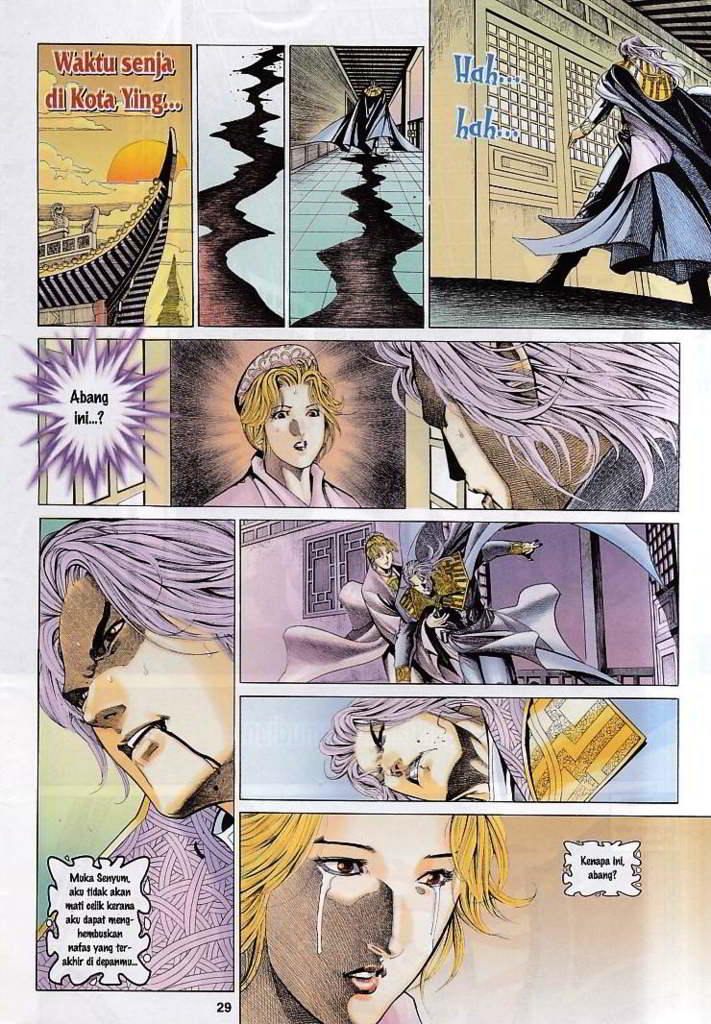 Waktu senja
di Kota Ying...
Hah...
hah...
Abang
ini...?
Muka Senyum,
aku tidak akan
mati celik kerana
aku dapat meng-
hembuskan
nafas yang ter-
akhir di depanmu...
Kenapa ini,
abang?
29